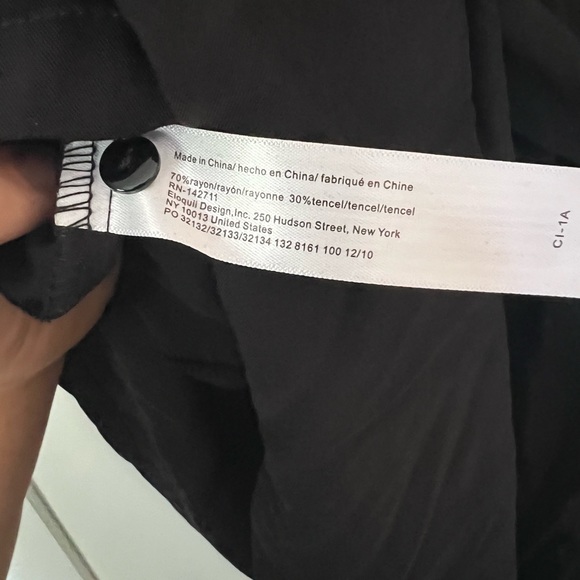 Made in China/ hecho en China/ fabriqué en Chine
70%rayon/rayón/rayonne 30%tencel/tencel/tencel
RN-142711
Eloquii Design,Inc. 250 Hudson Street, New York
NY 10013 United States
PO 32132/32133/32134 132 8161 100 12/10
CI-1A